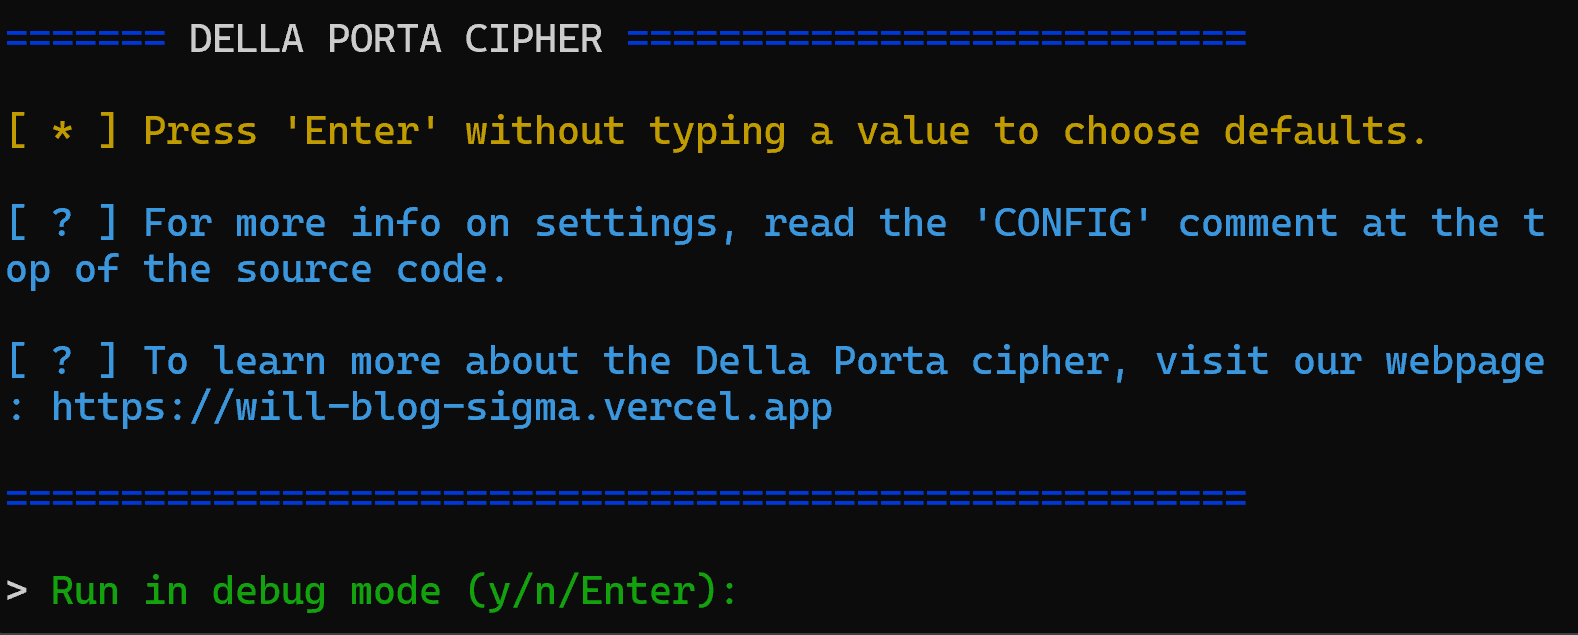 ======= DELLA PORTA CIPHER ===========================
[ * ] Press 'Enter' without typing a value to choose defaults.
[ ? ] For more info on settings, read the 'CONFIG' comment at the t
op of the source code.
[ ? ] To learn more about the Della Porta cipher, visit our webpage
: https://will-blog-sigma.vercel.app
======================================================
> Run in debug mode (y/n/Enter):